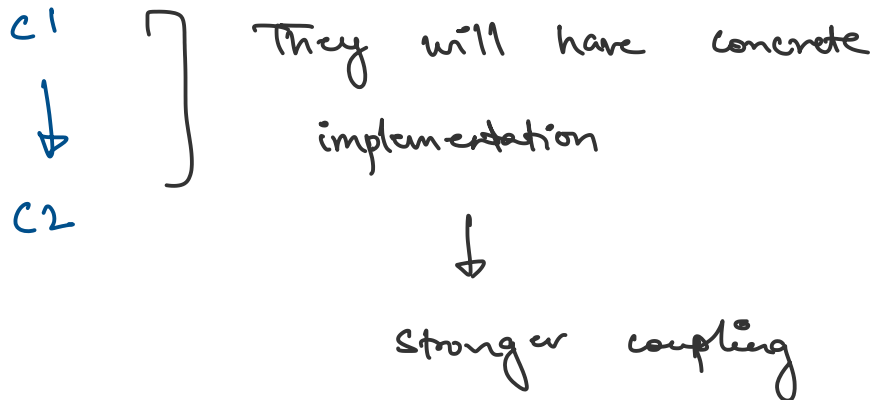 C1
They will have concrete
implementation
C2
stronger coupling